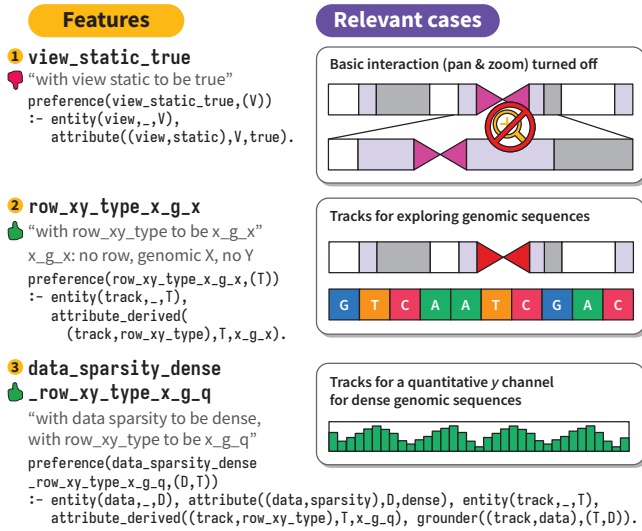 Features
Relevant cases
1 view_static_true
“with view static to be true”
preference(view_static_true,(V))
:- entity(view,_,V),
attribute((view,static),V,true).
Basic interaction (pan & zoom) turned off
2 row_xy_type_x_g_x
“with row_xy_type to be x_g_x”
x_g_x: no row, genomic X, no Y
preference(row_xy_type_x_g_x,(T))
:- entity(track,_,T),
attribute_derived(
(track,row_xy_type),T,x_g_x).
Tracks for exploring genomic sequences
G T C A A T C G A C
3 data_sparsity_dense
_row_xy_type_x_g_q
“with data sparsity to be dense,
with row_xy_type to be x_g_q”
preference(data_sparsity_dense
_row_xy_type_x_g_q,(D,T))
:- entity(data,_,D), attribute((data,sparsity),D,dense), entity(track,_,T),
attribute_derived((track,row_xy_type),T,x_g_q), grounder((track,data),(T,D)).
Tracks for a quantitative y channel
for dense genomic sequences